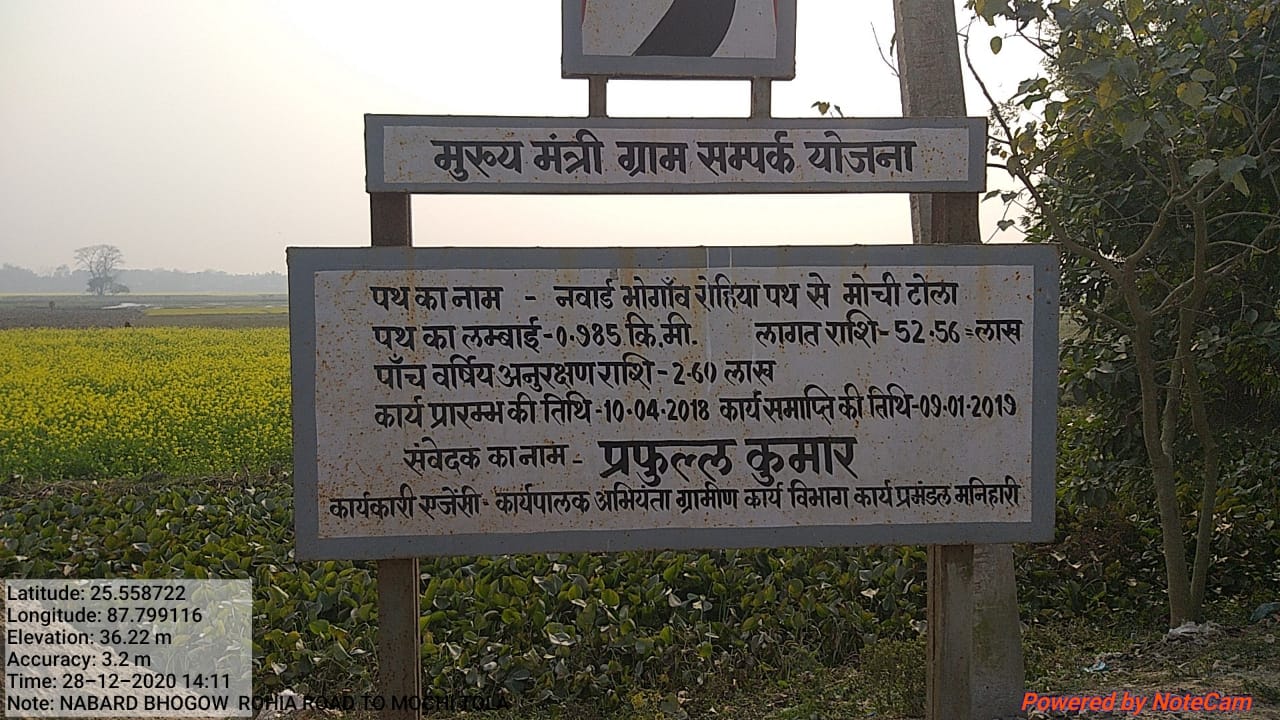 मुख्य मंत्री ग्राम सम्पर्क योजना
पथ का नाम - नवार्ड भोगाँव रोहिया पथ से मोची टोला
पथ का लम्बाई-0.985 कि.मी. लागत राशि-52.56=लाख
पाँच वर्षिय अनुरक्षण राशि-2.60 लाख
कार्य प्रारम्भ की तिथि-10.04.2018 कार्य समाप्ति की तिथि-09.01.2019
संवेदक का नाम- प्रफुल्ल कुमार
कार्यकारी एजेंसी- कार्यपालक अभियंता ग्रामीण कार्य विभाग कार्य प्रमंडल मनिहारी
Latitude: 25.558722
Longitude: 87.799116
Elevation: 36.22 m
Accuracy: 3.2 m
Time: 28-12-2020 14:11
Note: NABARD BHOGOW ROHIA ROAD TO MOCHI TOLA
Powered by NoteCam